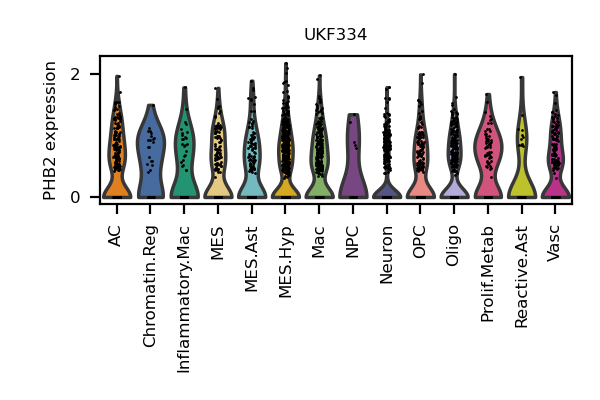 UKF334
PHB2 expression
2
0
AC
Chromatin.Reg
Inflammatory.Mac
MES
MES.Ast
MES.Hyp
Mac
NPC
Neuron
OPC
Oligo
Prolif.Metab
Reactive.Ast
Vasc